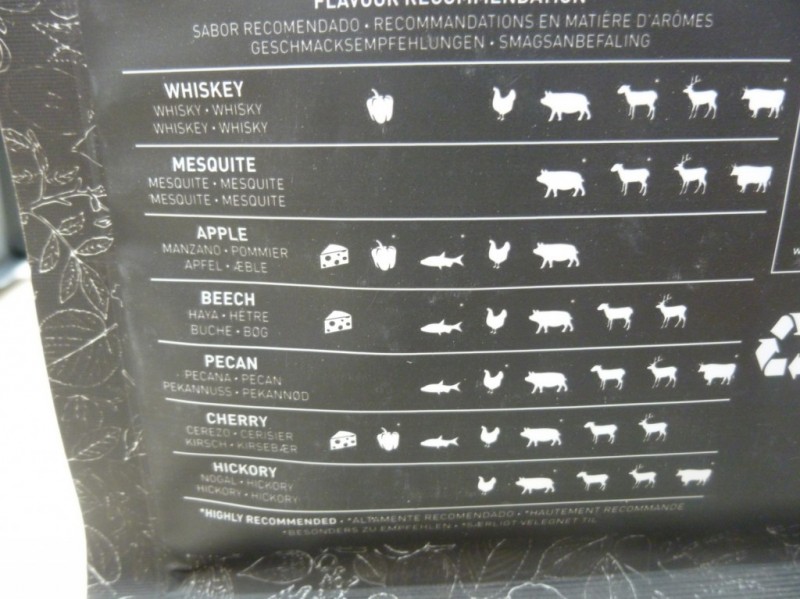 FLAVOUR RECOMMENDATION
SABOR RECOMENDADO • RECOMMANDATIONS EN MATIÈRE D'ARÔMES
GESCHMACKSEMPFEHLUNGEN • SMAGSANBEFALING
WHISKEY
WHISKY • WHISKY
WHISKEY • WHISKY
MESQUITE
MESQUITE • MESQUITE
MESQUITE • MESQUITE
APPLE
MANZANO • POMMIER
APFEL • ÆBLE
BEECH
HAYA • HÊTRE
BUCHE • BØG
PECAN
PECANA • PECAN
PEKANNUSS • PEKANNØD
CHERRY
CEREZO • CERISIER
KIRSCH • KIRSEBÆR
HICKORY
NOGAL • HICKORY
HICKORY • HICKORY
*HIGHLY RECOMMENDED • *ALTAMENTE RECOMENDADO • *HAUTEMENT RECOMMANDÉ
*BESONDERS ZU EMPFEHLEN • *SÆRLIGT VELEGNET TIL